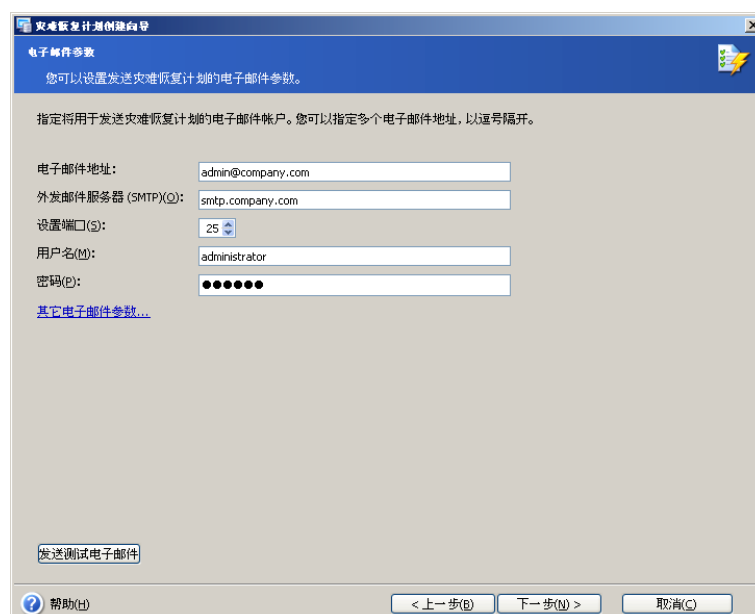 灾难恢复计划创建向导
电子邮件参数
您可以设置发送灾难恢复计划的电子邮件参数。
指定将用于发送灾难恢复计划的电子邮件帐户。您可以指定多个电子邮件地址，以逗号隔开。
电子邮件地址: admin@company.com
外发邮件服务器 (SMTP)(O): smtp.company.com
设置端口(S): 25
用户名(M): administrator
密码(P): ●●●●●●
其它电子邮件参数...
发送测试电子邮件
帮助(H) < 上一步(B) 下一步(N) > 取消(C)